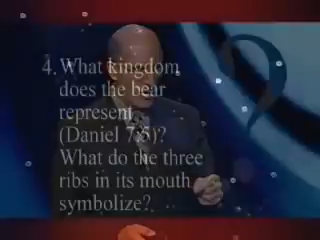 4. What kingdom
does the bear
represent
(Daniel 7:5)?
What do the three
ribs in its mouth
symbolize?
?